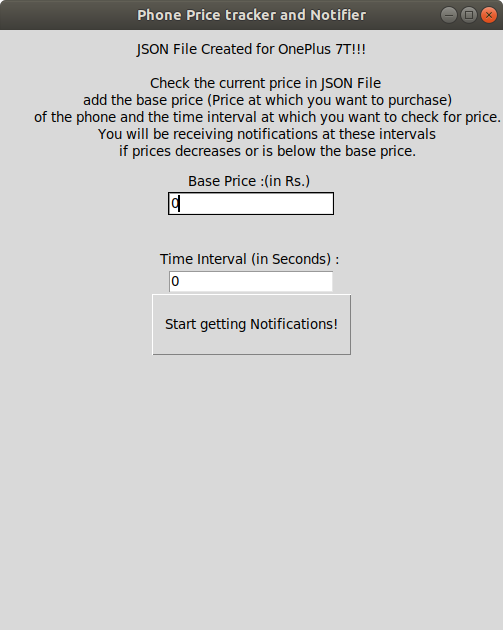 Phone Price tracker and Notifier
JSON File Created for OnePlus 7T!!!
Check the current price in JSON File
add the base price (Price at which you want to purchase)
of the phone and the time interval at which you want to check for price.
You will be receiving notifications at these intervals
if prices decreases or is below the base price.
Base Price :(in Rs.)
0
Time Interval (in Seconds) :
0
Start getting Notifications!